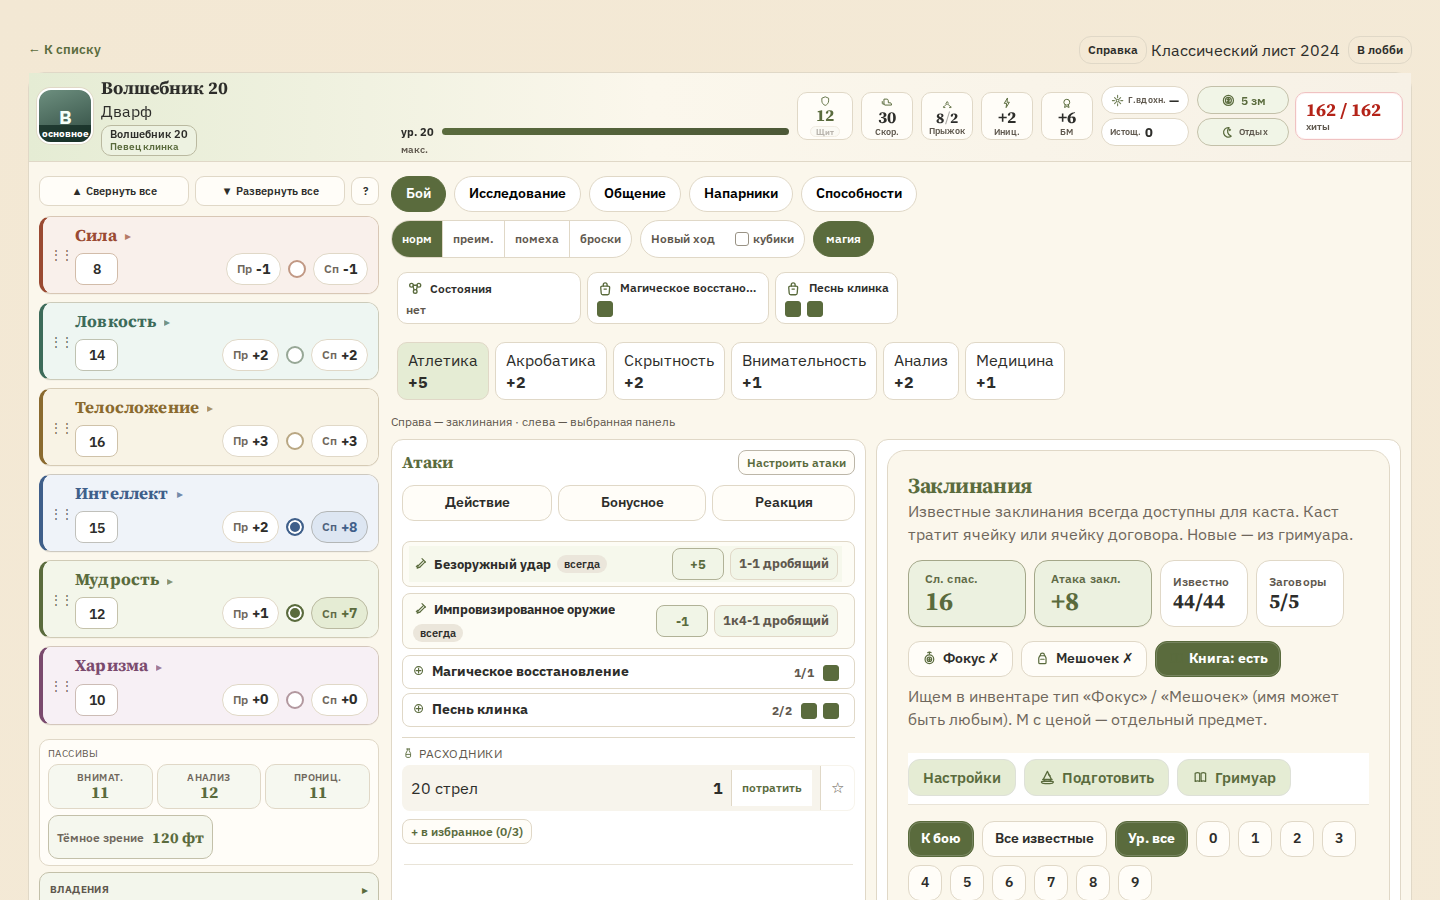 ← К списку
Справка Классический лист 2024 В лобби
В
основное
Волшебник 20
Дварф
Волшебник 20
Певец клинка
ур. 20
макс.
12
Щит
30
Скор.
8/2
Прыжок
+2
Иниц.
+6
БМ
Г.вдохн. —
Истощ. 0
5 зм
Отдых
162 / 162
хиты
▲ Свернуть все
▼ Развернуть все
?
Сила ▸
8
Пр -1
Сп -1
Ловкость ▸
14
Пр +2
Сп +2
Телосложение ▸
16
Пр +3
Сп +3
Интеллект ▸
15
Пр +2
Сп +8
Мудрость ▸
12
Пр +1
Сп +7
Харизма ▸
10
Пр +0
Сп +0
ПАССИВЫ
ВНИМАТ.
11
АНАЛИЗ
12
ПРОНИЦ.
11
Тёмное зрение 120 фт
ВЛАДЕНИЯ ▸
Бой
Исследование
Общение
Напарники
Способности
норм
преим.
помеха
броски
Новый ход
кубики
магия
Состояния
нет
Магическое восстано...
Песнь клинка
Атлетика
+5
Акробатика
+2
Скрытность
+2
Внимательность
+1
Анализ
+2
Медицина
+1
Справа — заклинания · слева — выбранная панель
Атаки
Настроить атаки
Действие
Бонусное
Реакция
Безоружный удар всегда
+5
1-1 дробящий
Импровизированное оружие
всегда
-1
1к4-1 дробящий
Магическое восстановление
1/1
Песнь клинка
2/2
РАСХОДНИКИ
20 стрел
1
потратить
☆
+ в избранное (0/3)
Заклинания
Известные заклинания всегда доступны для каста. Каст
тратит ячейку или ячейку договора. Новые — из гримуара.
Сл. спас.
16
Атака закл.
+8
Известно
44/44
Заговоры
5/5
Фокус ✗
Мешочек ✗
Книга: есть
Ищем в инвентаре тип «Фокус» / «Мешочек» (имя может
быть любым). М с ценой — отдельный предмет.
Настройки
Подготовить
Гримуар
К бою
Все известные
Ур. все
0
1
2
3
4
5
6
7
8
9